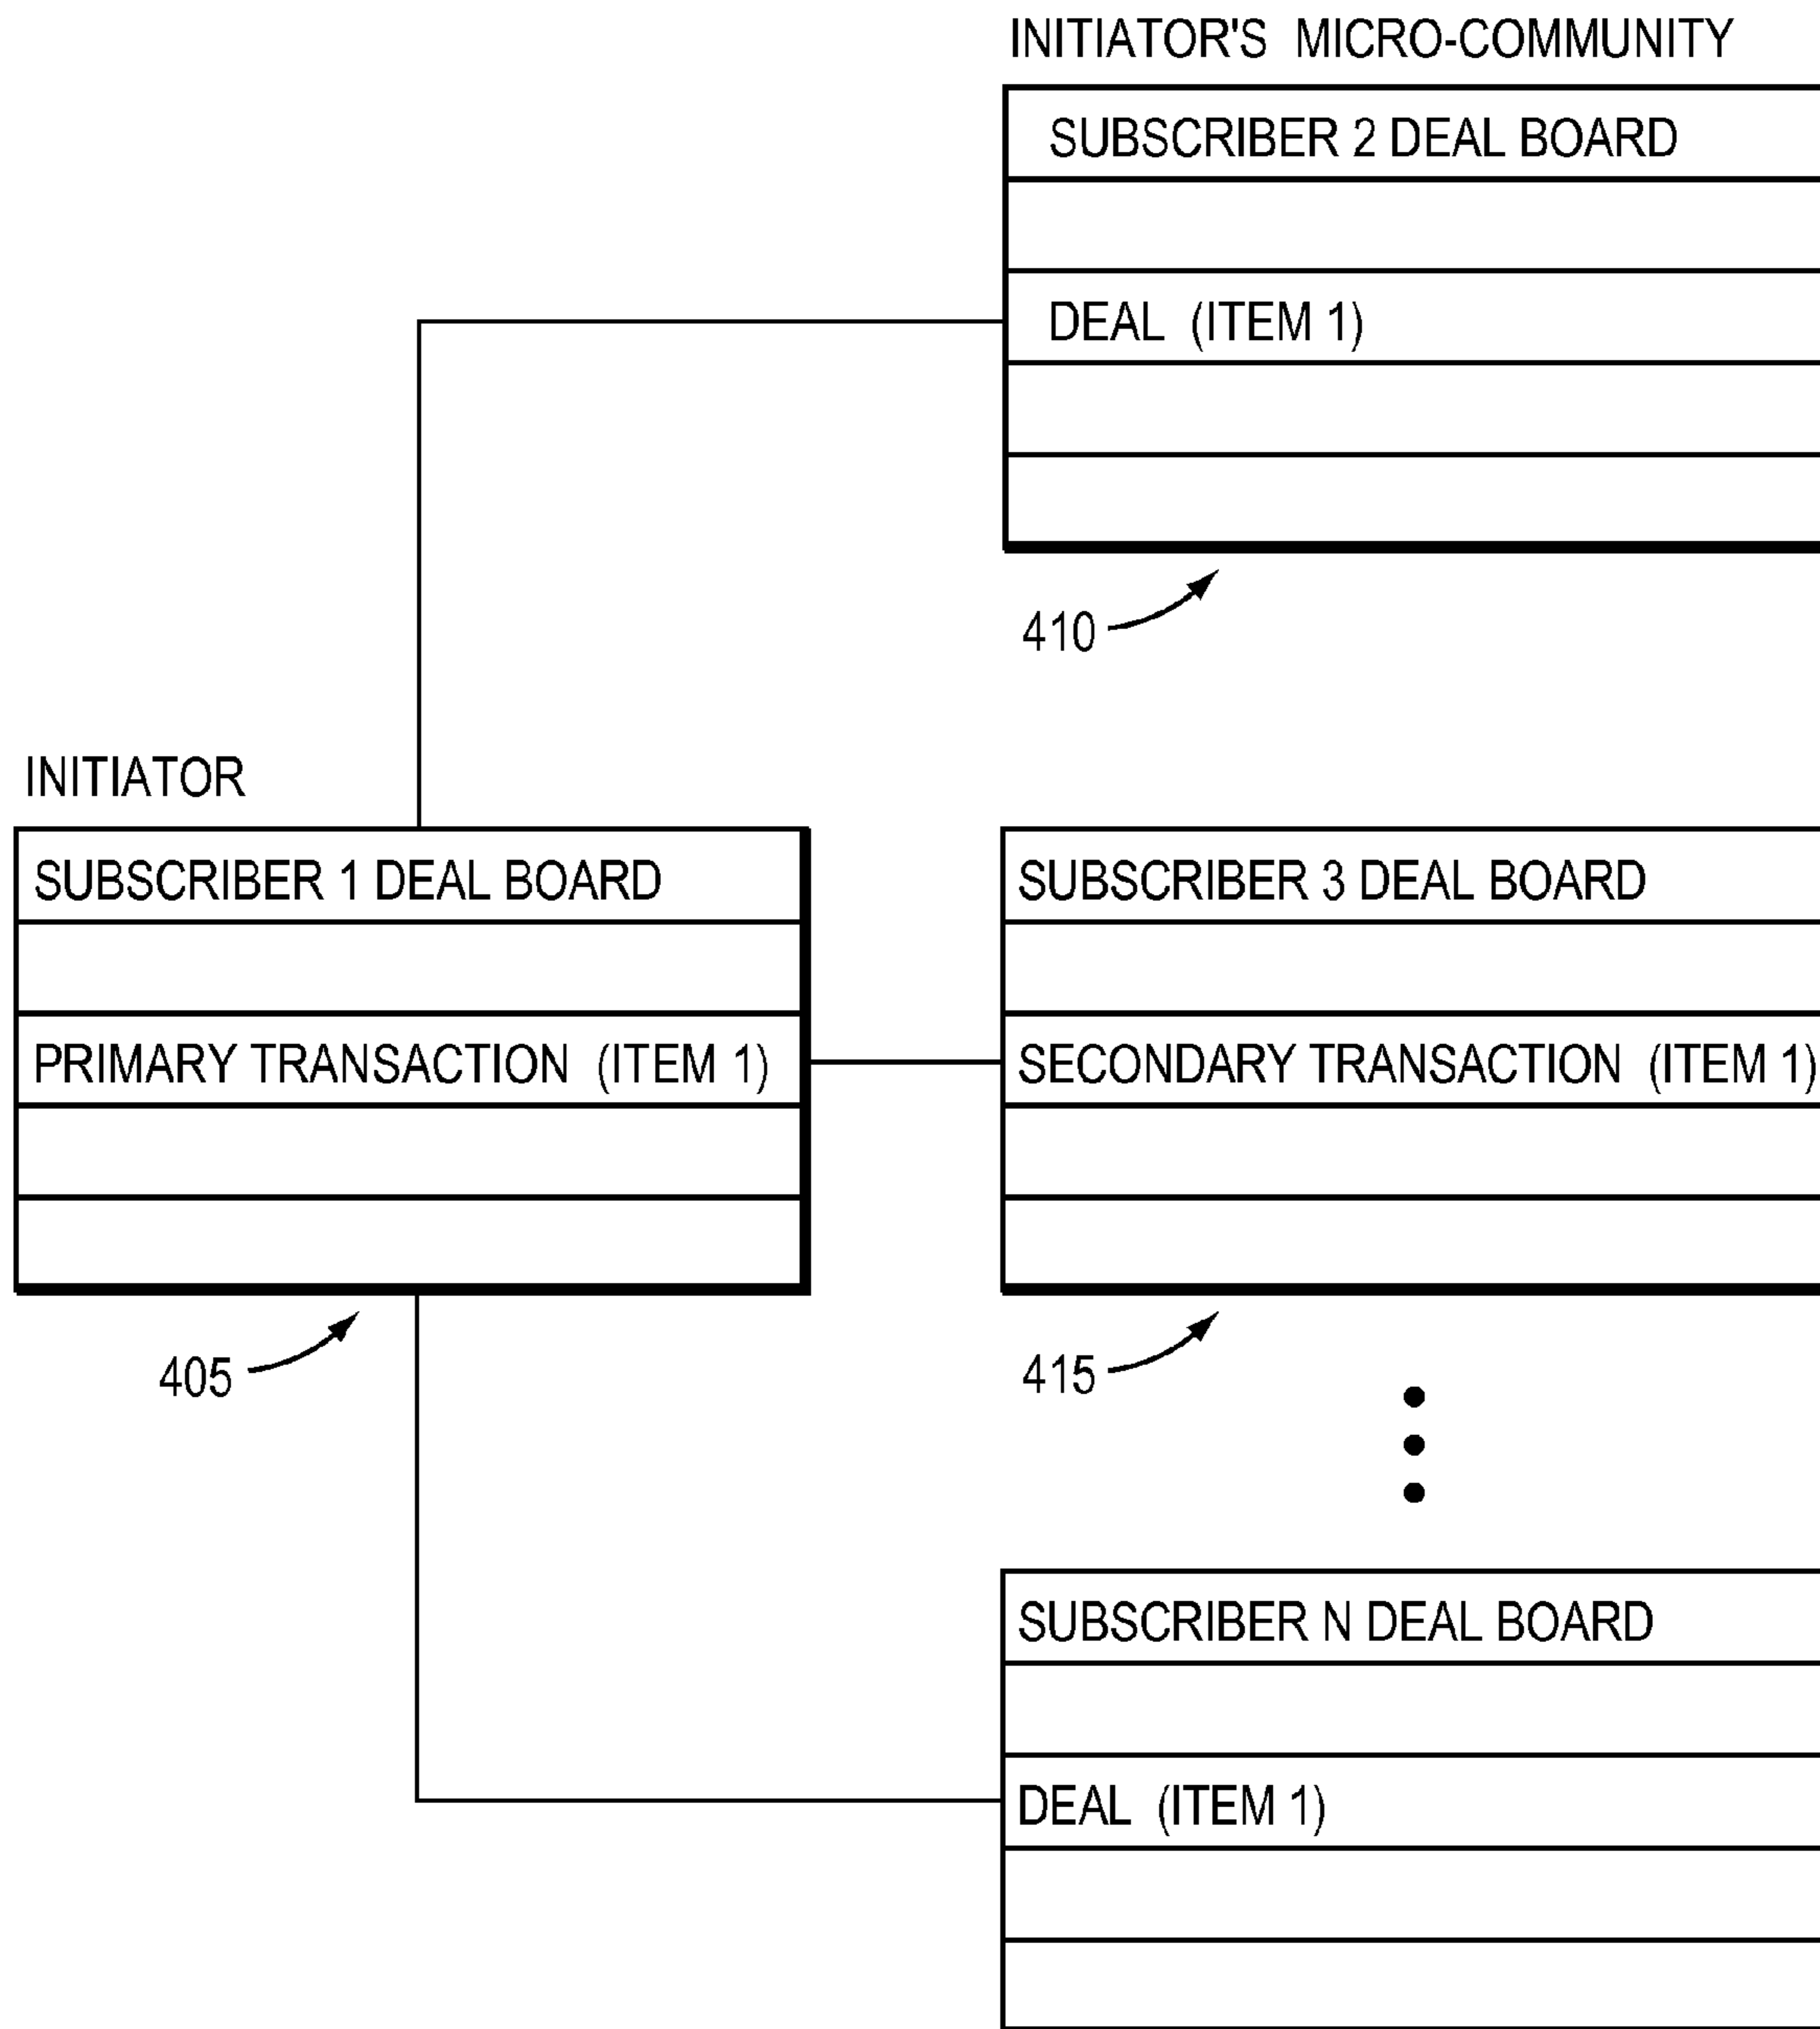 INITIATOR'S MICRO-COMMUNITY
SUBSCRIBER 2 DEAL BOARD
DEAL (ITEM 1)
410
INITIATOR
SUBSCRIBER 1 DEAL BOARD
PRIMARY TRANSACTION (ITEM 1)
405
SUBSCRIBER 3 DEAL BOARD
SECONDARY TRANSACTION (ITEM 1)
415
SUBSCRIBER N DEAL BOARD
DEAL (ITEM 1)